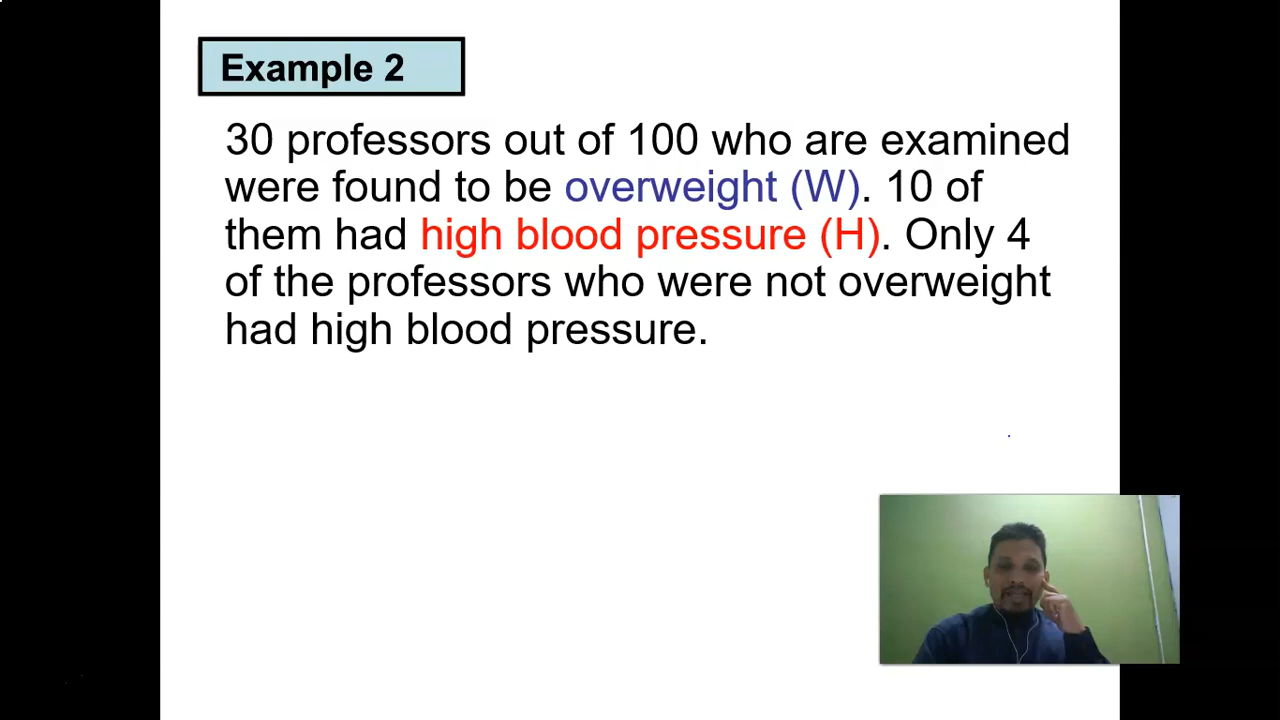 Example 2
30 professors out of 100 who are examined
were found to be overweight (W). 10 of
them had high blood pressure (H). Only 4
of the professors who were not overweight
had high blood pressure.